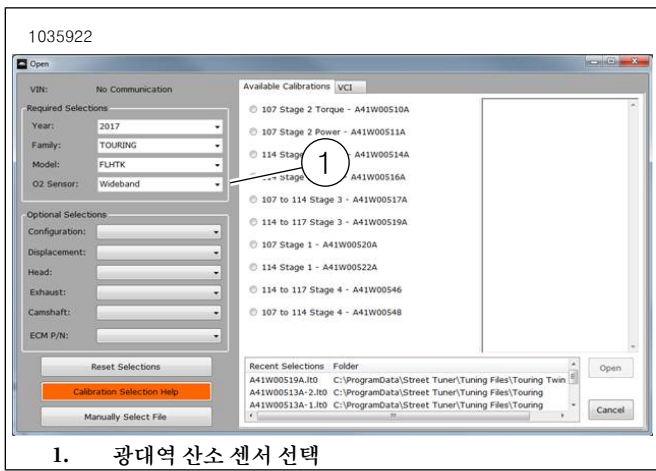 1035922
Open
VIN: No Communication
Required Selections
Year: 2017
Family: TOURING
Model: FLHTK
O2 Sensor: Wideband
Optional Selections
Configuration:
Displacement:
Head:
Exhaust:
Camshaft:
ECM P/N:
Reset Selections
Calibration Selection Help
Manually Select File
Available Calibrations VCI
107 Stage 2 Torque - A41W00510A
107 Stage 2 Power - A41W00511A
114 Stage - A41W00514A
114 Stage A41W00516A
107 to 114 Stage 3 - A41W00517A
114 to 117 Stage 3 - A41W00519A
107 Stage 1 - A41W00520A
114 Stage 1 - A41W00522A
114 to 117 Stage 4 - A41W00546
107 to 114 Stage 4 - A41W00548
1
Recent Selections Folder
A41W00519A.lt0 C:\ProgramData\Street Tuner\Tuning Files\Touring Twin
A41W00513A-2.lt0 C:\ProgramData\Street Tuner\Tuning Files\Touring
A41W00513A-1.lt0 C:\ProgramData\Street Tuner\Tuning Files\Touring
Open
Cancel
1. 광대역 산소 센서 선택